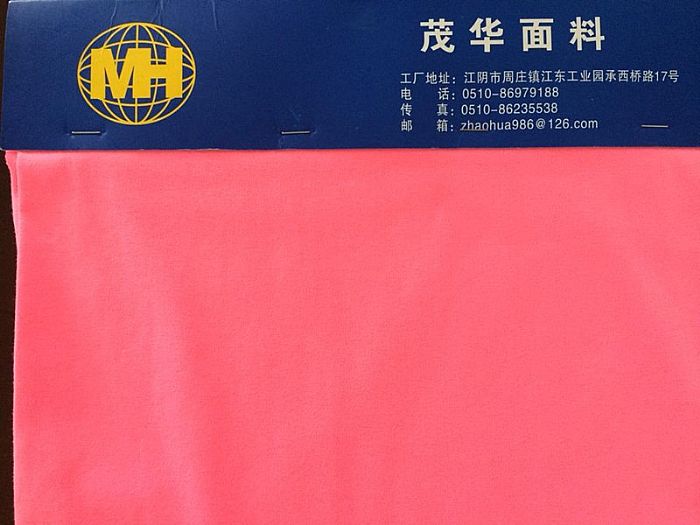 MH
茂华面料
工厂地址：江阴市周庄镇江东工业园承西桥路17号
电　话：0510-86979188
传　真：0510-86235538
邮　箱：zhaohua986@126.com